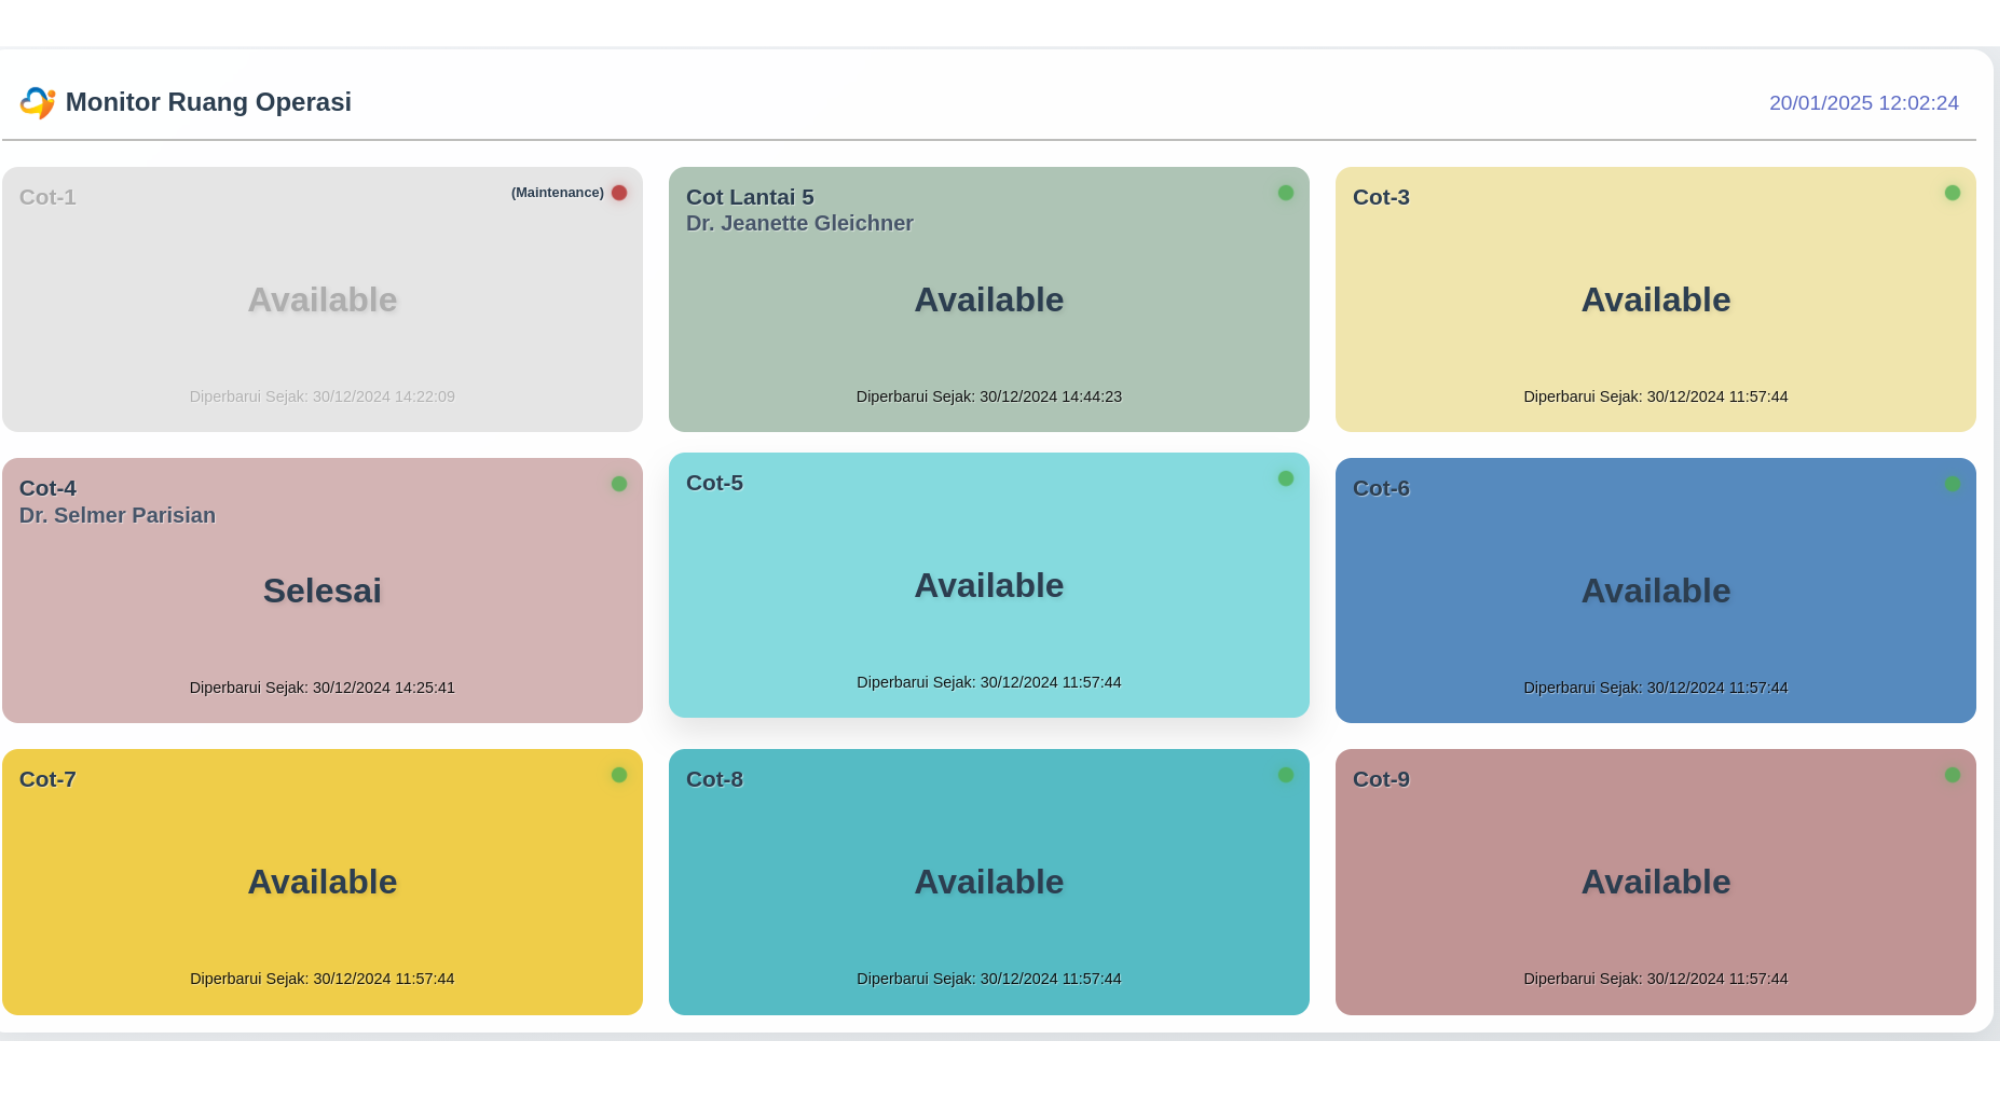 Monitor Ruang Operasi
20/01/2025 12:02:24
Cot-1
(Maintenance)
Available
Diperbarui Sejak: 30/12/2024 14:22:09
Cot Lantai 5
Dr. Jeanette Gleichner
Available
Diperbarui Sejak: 30/12/2024 14:44:23
Cot-3
Available
Diperbarui Sejak: 30/12/2024 11:57:44
Cot-4
Dr. Selmer Parisian
Selesai
Diperbarui Sejak: 30/12/2024 14:25:41
Cot-5
Available
Diperbarui Sejak: 30/12/2024 11:57:44
Cot-6
Available
Diperbarui Sejak: 30/12/2024 11:57:44
Cot-7
Available
Diperbarui Sejak: 30/12/2024 11:57:44
Cot-8
Available
Diperbarui Sejak: 30/12/2024 11:57:44
Cot-9
Available
Diperbarui Sejak: 30/12/2024 11:57:44